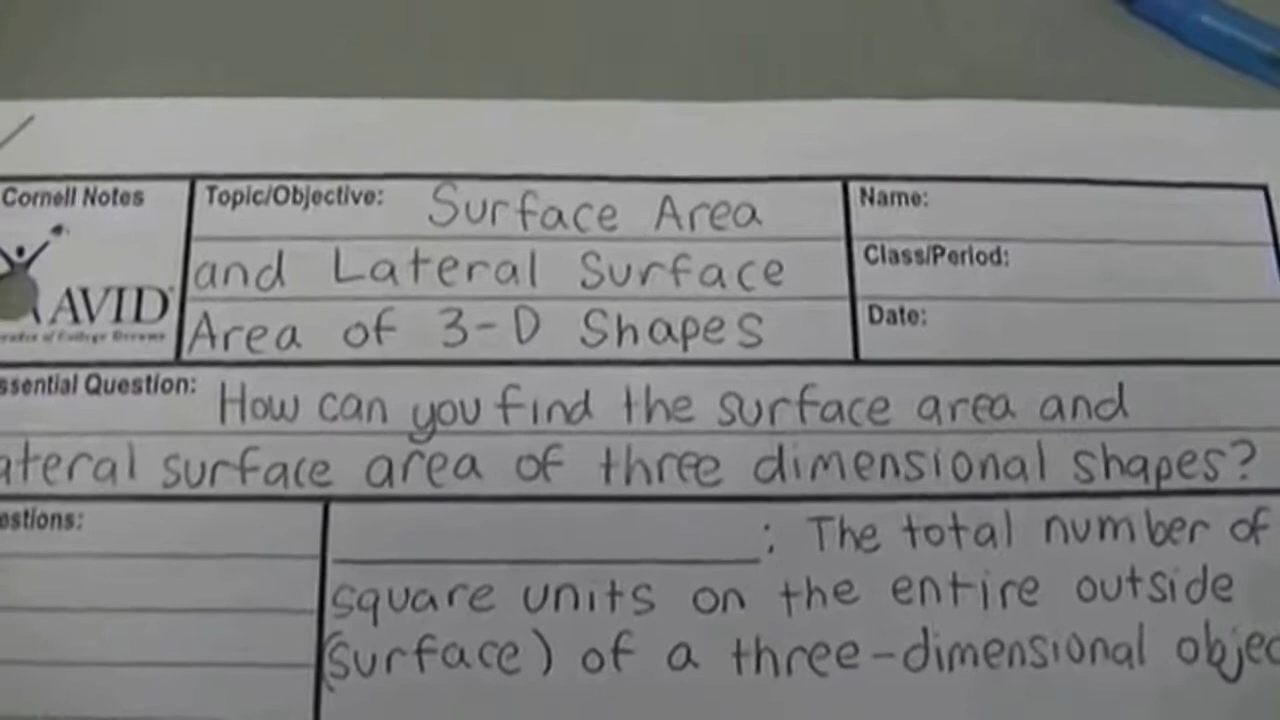 Cornell Notes
Topic/Objective: Surface Area
and Lateral Surface
Area of 3-D Shapes
Name:
Class/Period:
Date:
AVID
ssential Question: How can you find the surface area and
ateral surface area of three dimensional shapes?
estions:
: The total number of
square units on the entire outside
(surface) of a three-dimensional objec